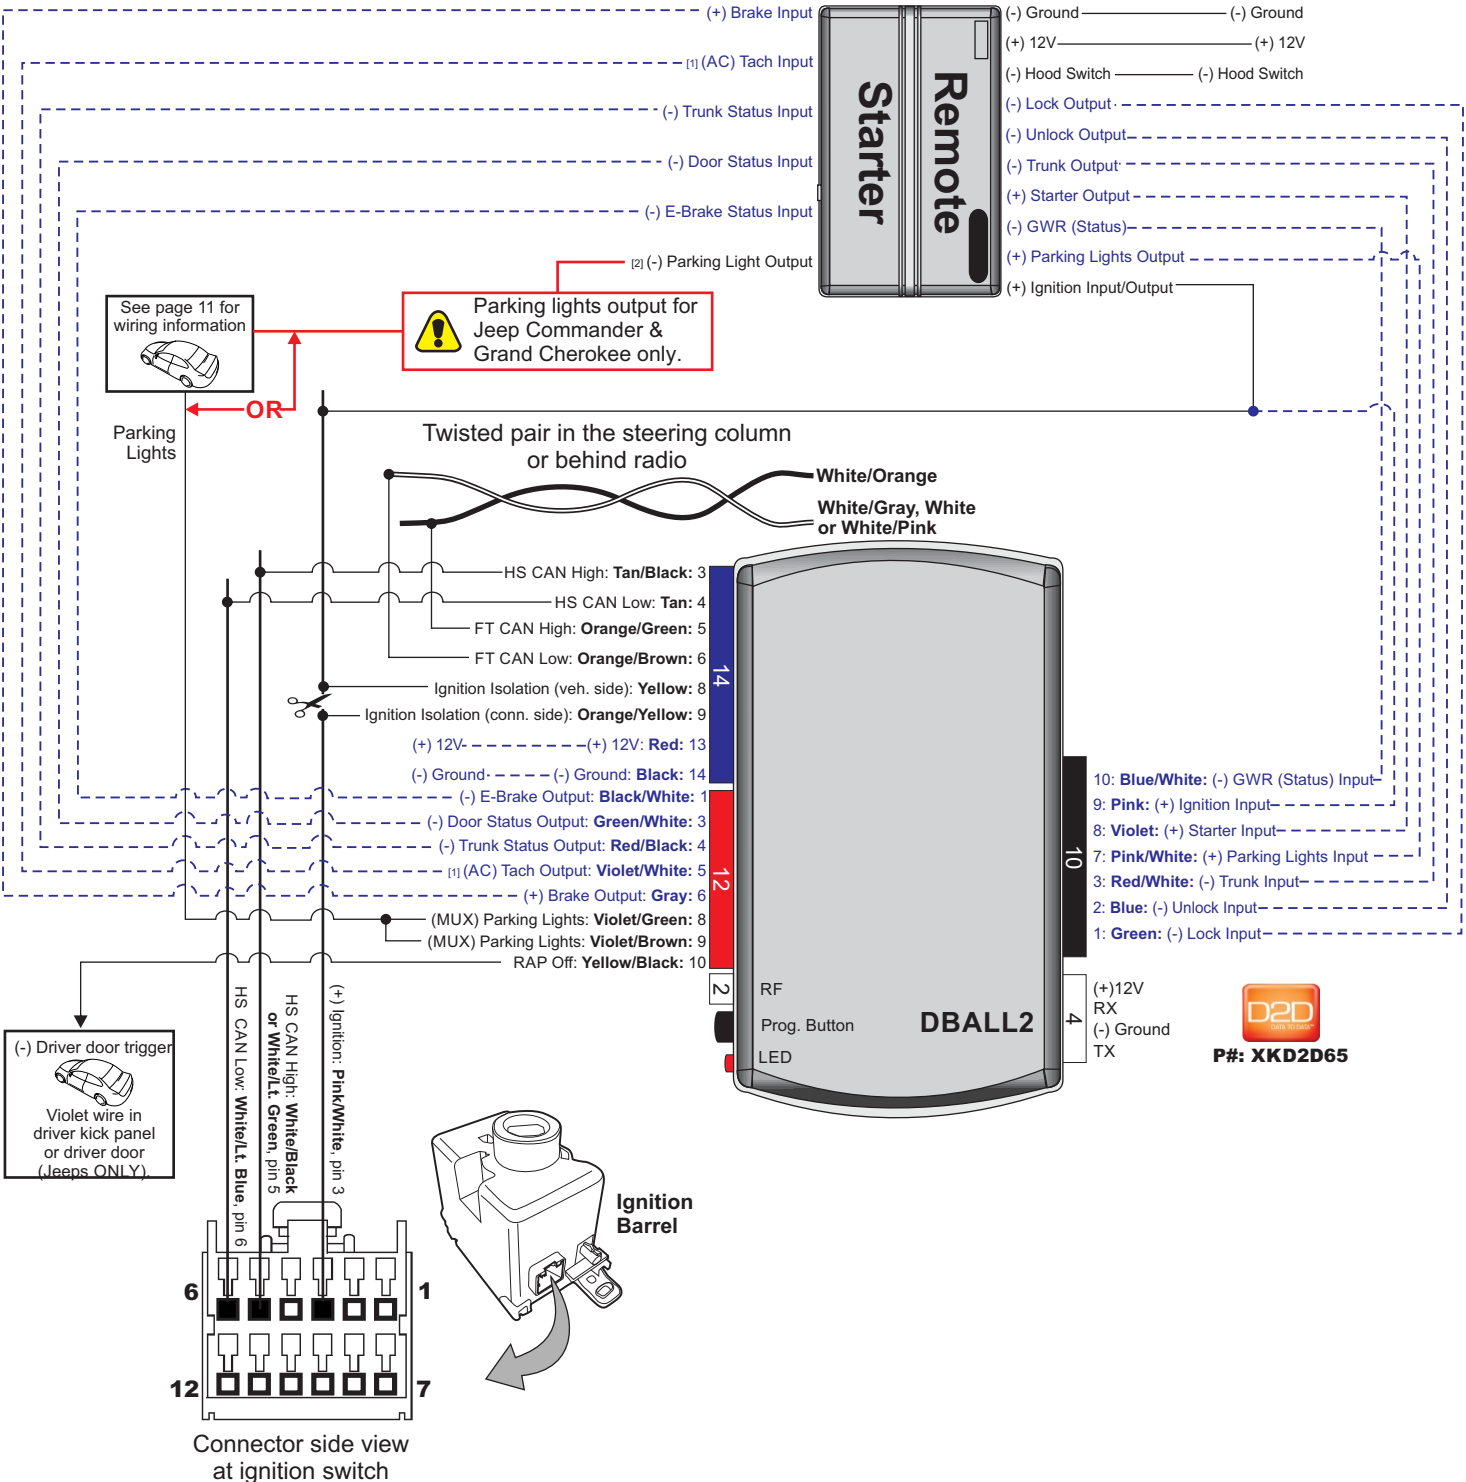 (+) Brake Input
[1] (AC) Tach Input
(-) Trunk Status Input
(-) Door Status Input
(-) E-Brake Status Input
[2] (-) Parking Light Output
Remote
Starter
(-) Ground (-) Ground
(+) 12V (+) 12V
(-) Hood Switch (-) Hood Switch
(-) Lock Output
(-) Unlock Output
(-) Trunk Output
(+) Starter Output
(-) GWR (Status)
(+) Parking Lights Output
(+) Ignition Input/Output
See page 11 for
wiring information
Parking lights output for
Jeep Commander &
Grand Cherokee only.
OR
Parking
Lights
Twisted pair in the steering column
or behind radio
White/Orange
White/Gray, White
or White/Pink
HS CAN High: Tan/Black: 3
HS CAN Low: Tan: 4
FT CAN High: Orange/Green: 5
FT CAN Low: Orange/Brown: 6
Ignition Isolation (veh. side): Yellow: 8
Ignition Isolation (conn. side): Orange/Yellow: 9
(+) 12V (+) 12V: Red: 13
(-) Ground (-) Ground: Black: 14
14
(-) E-Brake Output: Black/White: 1
(-) Door Status Output: Green/White: 3
(-) Trunk Status Output: Red/Black: 4
[1] (AC) Tach Output: Violet/White: 5
(+) Brake Output: Gray: 6
(MUX) Parking Lights: Violet/Green: 8
(MUX) Parking Lights: Violet/Brown: 9
RAP Off: Yellow/Black: 10
12
10
10: Blue/White: (-) GWR (Status) Input
9: Pink: (+) Ignition Input
8: Violet: (+) Starter Input
7: Pink/White: (+) Parking Lights Input
3: Red/White: (-) Trunk Input
2: Blue: (-) Unlock Input
1: Green: (-) Lock Input
2
RF
Prog. Button
LED
DBALL2
4
(+)12V
RX
(-) Ground
TX
D2D
DATA TO DATA™
P#: XKD2D65
(-) Driver door trigger
Violet wire in
driver kick panel
or driver door
(Jeeps ONLY).
HS CAN Low: White/Lt. Blue, pin 6
HS CAN High: White/Black
or White/Lt. Green, pin 5
(+) Ignition: Pink/White, pin 3
Ignition
Barrel
6
1
12
7
Connector side view
at ignition switch